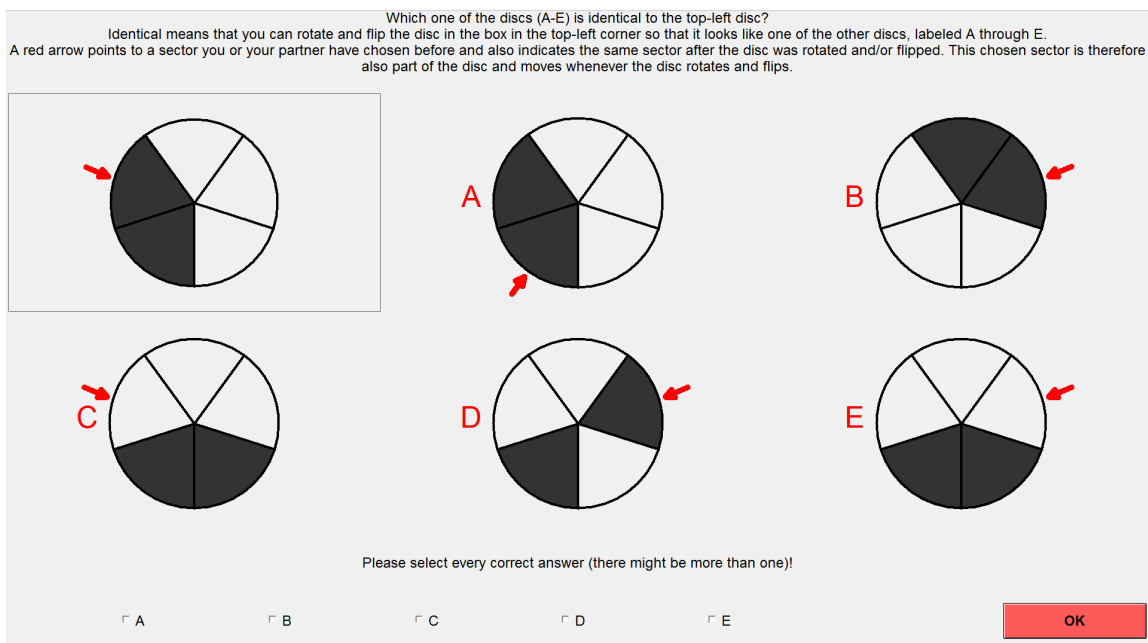 Which one of the discs (A-E) is identical to the top-left disc?
Identical means that you can rotate and flip the disc in the box in the top-left corner so that it looks like one of the other discs, labeled A through E.
A red arrow points to a sector you or your partner have chosen before and also indicates the same sector after the disc was rotated and/or flipped. This chosen sector is therefore
also part of the disc and moves whenever the disc rotates and flips.
A
B
C
D
E
Please select every correct answer (there might be more than one)!
A B C D E OK